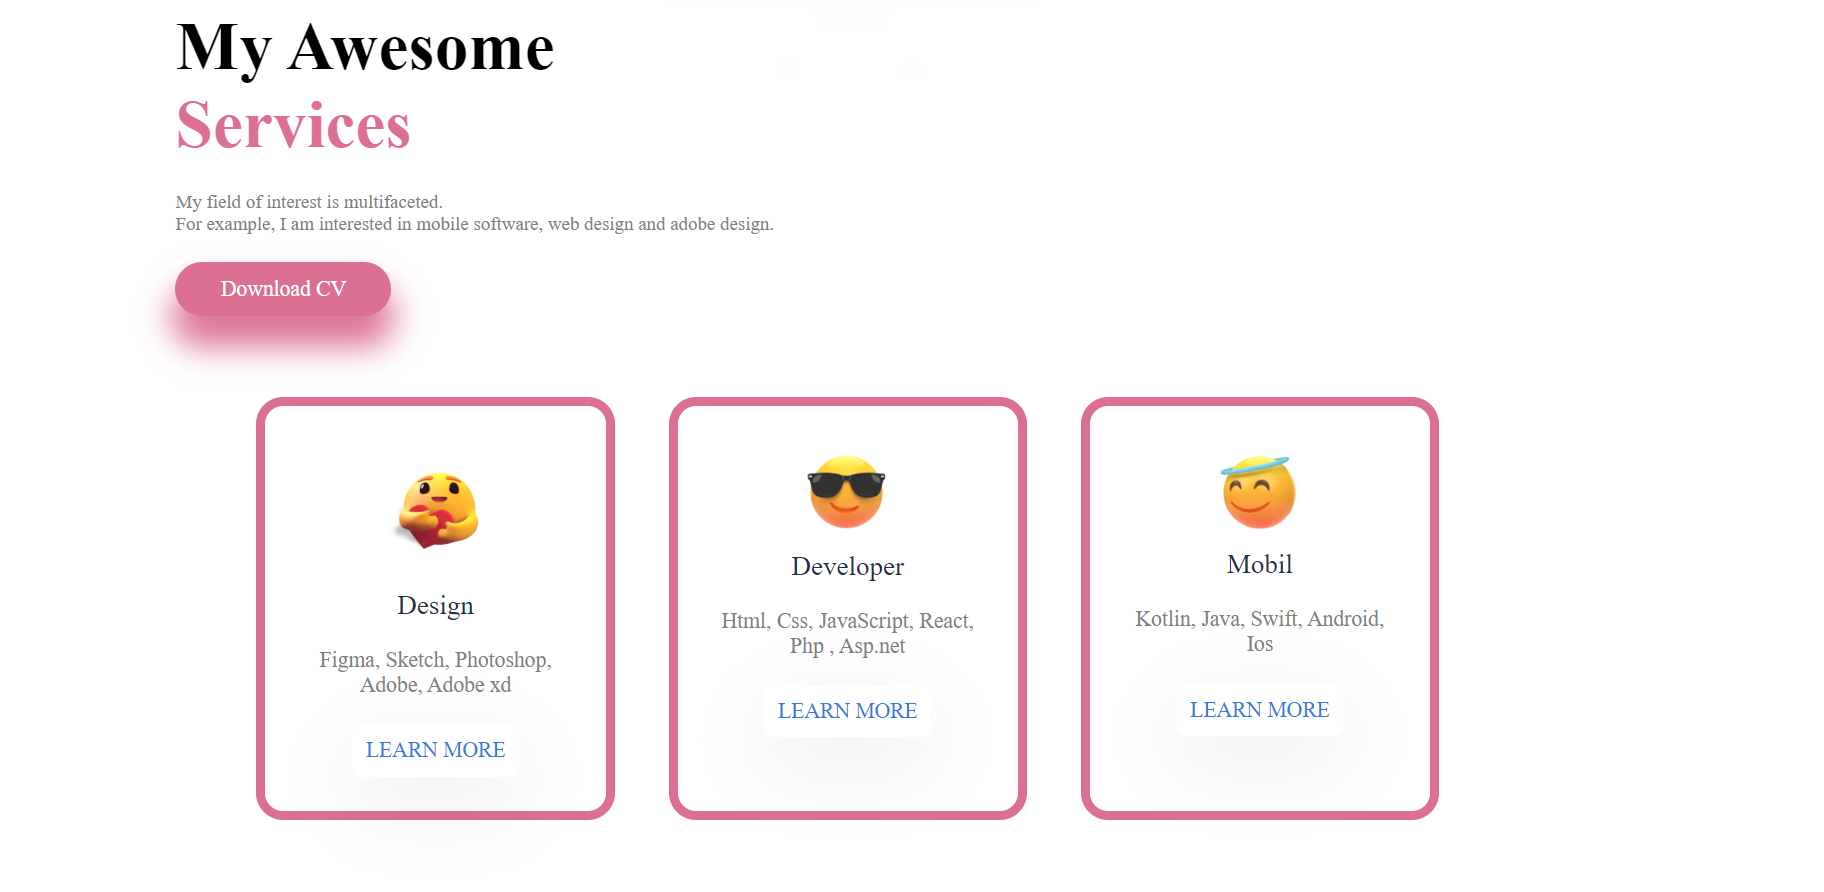 My Awesome
Services
My field of interest is multifaceted.
For example, I am interested in mobile software, web design and adobe design.
Download CV
Design
Figma, Sketch, Photoshop,
Adobe, Adobe xd
LEARN MORE
Developer
Html, Css, JavaScript, React,
Php , Asp.net
LEARN MORE
Mobil
Kotlin, Java, Swift, Android,
Ios
LEARN MORE